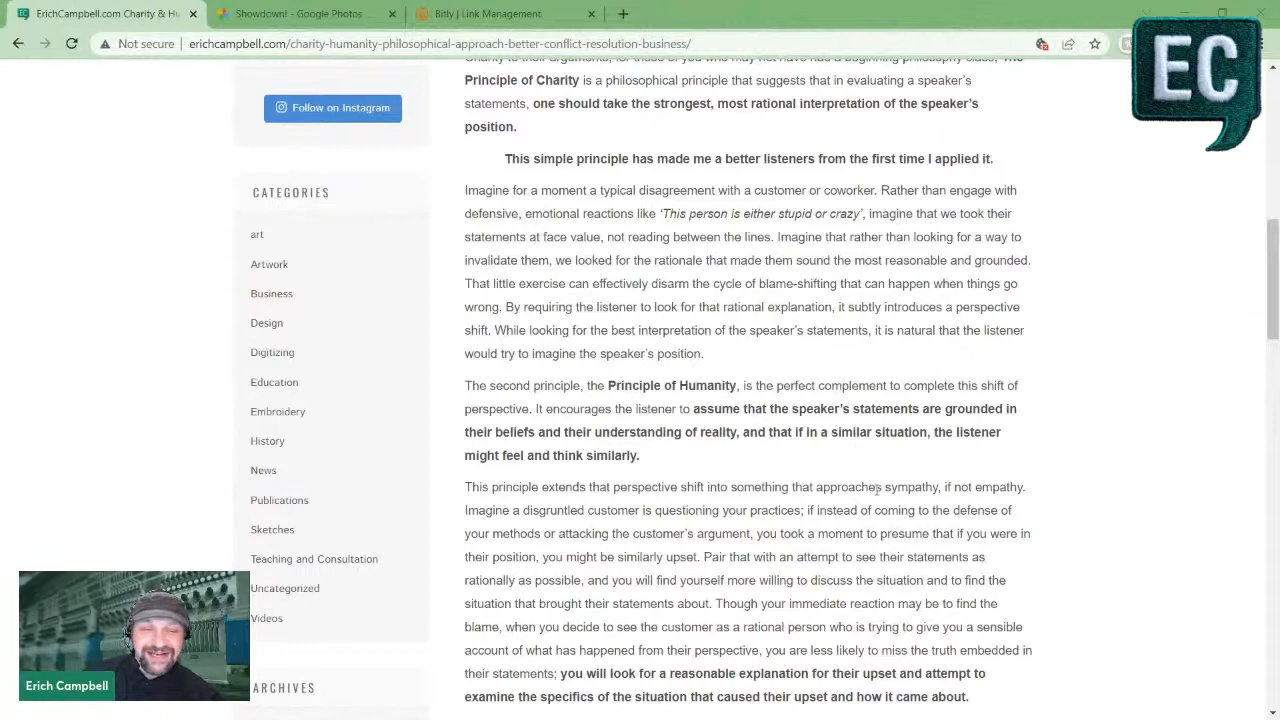 ErichCampbell.com Charity & Hu
Showdown! - Google Photos
Bitly | Link Management
Not secure
erichcampbell.com/charity-humanity-philosophical-approach-better-conflict-resolution-business/
EC
Follow on Instagram
CATEGORIES
art
Artwork
Business
Design
Digitizing
Education
Embroidery
History
News
Publications
Sketches
Teaching and Consultation
Uncategorized
Videos
ARCHIVES
Principle of Charity is a philosophical principle that suggests that in evaluating a speaker's
statements, one should take the strongest, most rational interpretation of the speaker's
position.
This simple principle has made me a better listeners from the first time I applied it.
Imagine for a moment a typical disagreement with a customer or coworker. Rather than engage with
defensive, emotional reactions like 'This person is either stupid or crazy', imagine that we took their
statements at face value, not reading between the lines. Imagine that rather than looking for a way to
invalidate them, we looked for the rationale that made them sound the most reasonable and grounded.
That little exercise can effectively disarm the cycle of blame-shifting that can happen when things go
wrong. By requiring the listener to look for that rational explanation, it subtly introduces a perspective
shift. While looking for the best interpretation of the speaker's statements, it is natural that the listener
would try to imagine the speaker's position.
The second principle, the Principle of Humanity, is the perfect complement to complete this shift of
perspective. It encourages the listener to assume that the speaker's statements are grounded in
their beliefs and their understanding of reality, and that if in a similar situation, the listener
might feel and think similarly.
This principle extends that perspective shift into something that approaches sympathy, if not empathy.
Imagine a disgruntled customer is questioning your practices; if instead of coming to the defense of
your methods or attacking the customer's argument, you took a moment to presume that if you were in
their position, you might be similarly upset. Pair that with an attempt to see their statements as
rationally as possible, and you will find yourself more willing to discuss the situation and to find the
situation that brought their statements about. Though your immediate reaction may be to find the
blame, when you decide to see the customer as a rational person who is trying to give you a sensible
account of what has happened from their perspective, you are less likely to miss the truth embedded in
their statements; you will look for a reasonable explanation for their upset and attempt to
examine the specifics of the situation that caused their upset and how it came about.
Erich Campbell